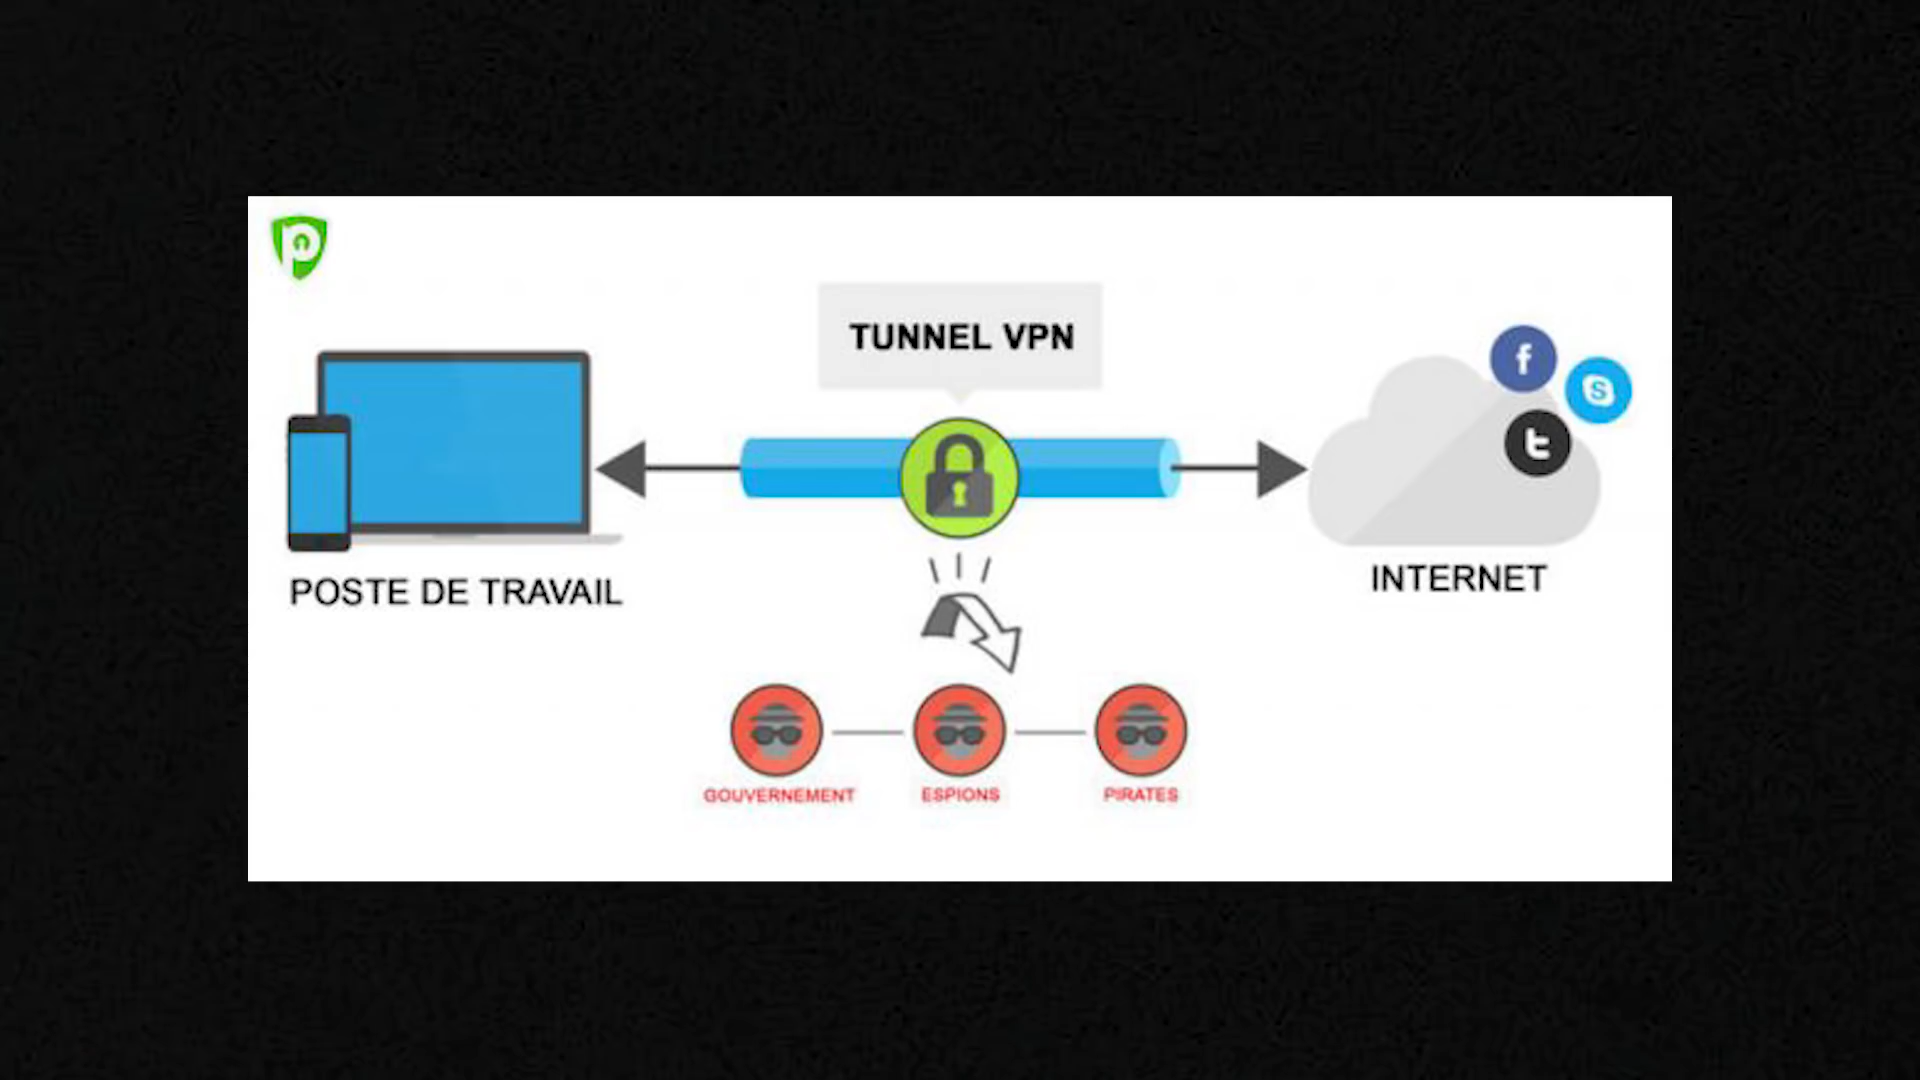 TUNNEL VPN
POSTE DE TRAVAIL
INTERNET
GOUVERNEMENT
ESPIONS
PIRATES